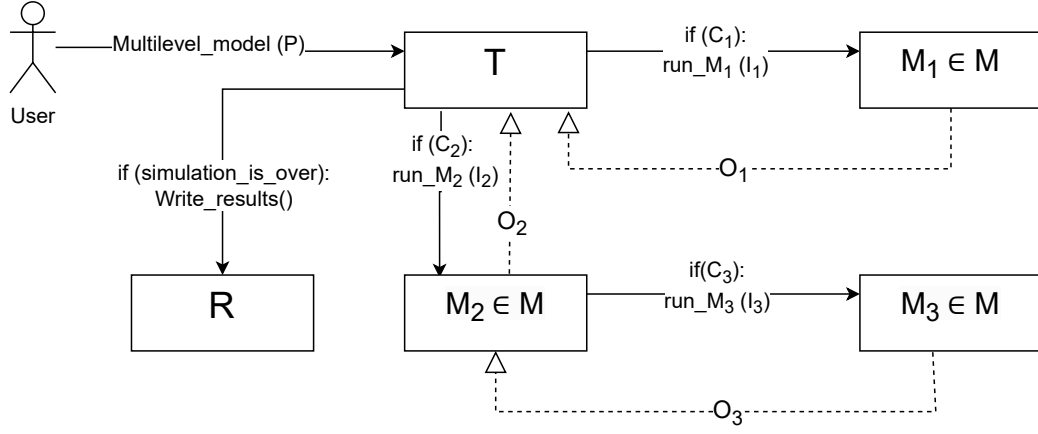 Multilevel_model (P)
T
if (C₁):
run_M₁ (I₁)
M₁ ∈ M
User
if (C₂):
run_M₂ (I₂)
O₁
if (simulation_is_over):
Write_results()
O₂
R
M₂ ∈ M
if(C₃):
run_M₃ (I₃)
M₃ ∈ M
O₃